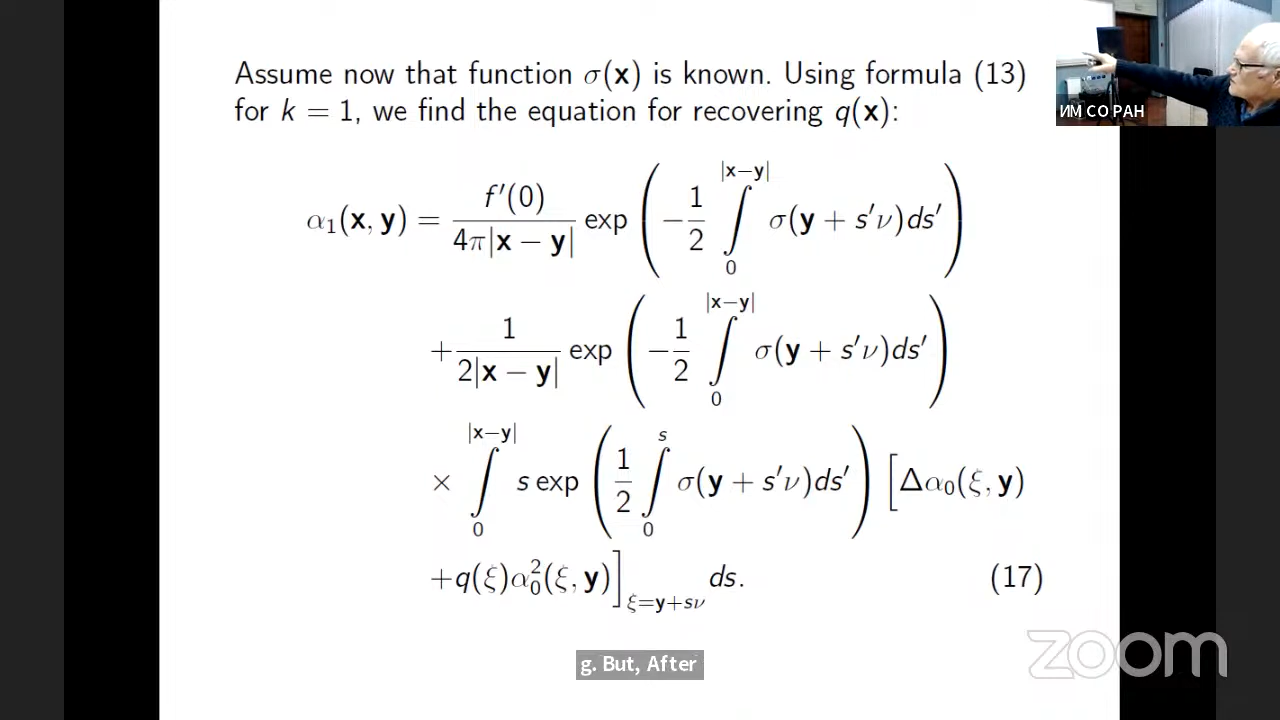 Assume now that function σ(x) is known. Using formula (13)
for k = 1, we find the equation for recovering q(x):
ИМ СО РАН
α₁(x, y) = f′(0) / 4π|x − y| exp ( −1/2 ∫₀^|x−y| σ(y + s′ν)ds′ )
+ 1 / 2|x − y| exp ( −1/2 ∫₀^|x−y| σ(y + s′ν)ds′ )
× ∫₀^|x−y| s exp ( 1/2 ∫₀^s σ(y + s′ν)ds′ ) [ Δα₀(ξ, y)
+q(ξ)α₀²(ξ, y) ]_ξ=y+sν ds. (17)
zoom
g. But, After